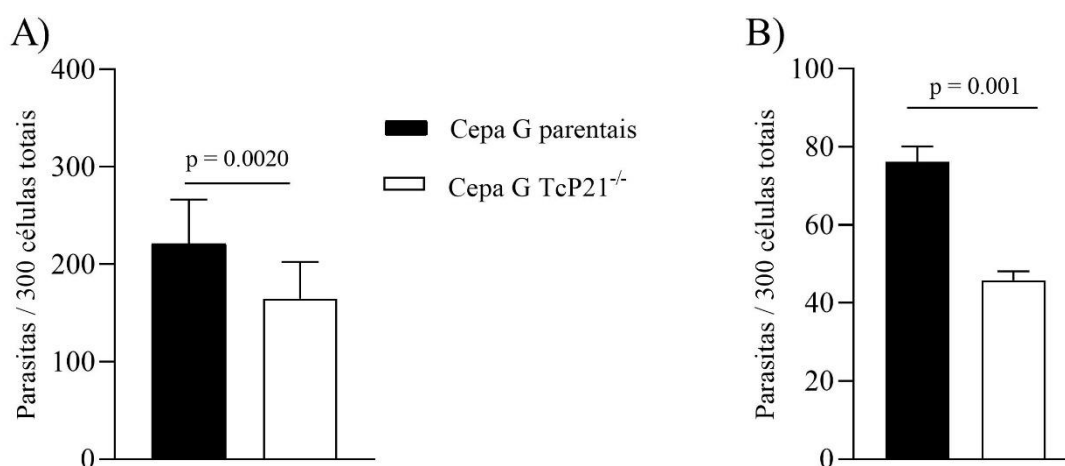 A)
Parasitas / 300 células totais
400
300
200
100
0
p = 0.0020
Cepa G parentais
Cepa G TcP21-/-
B)
Parasitas / 300 células totais
100
80
60
40
20
0
p = 0.001